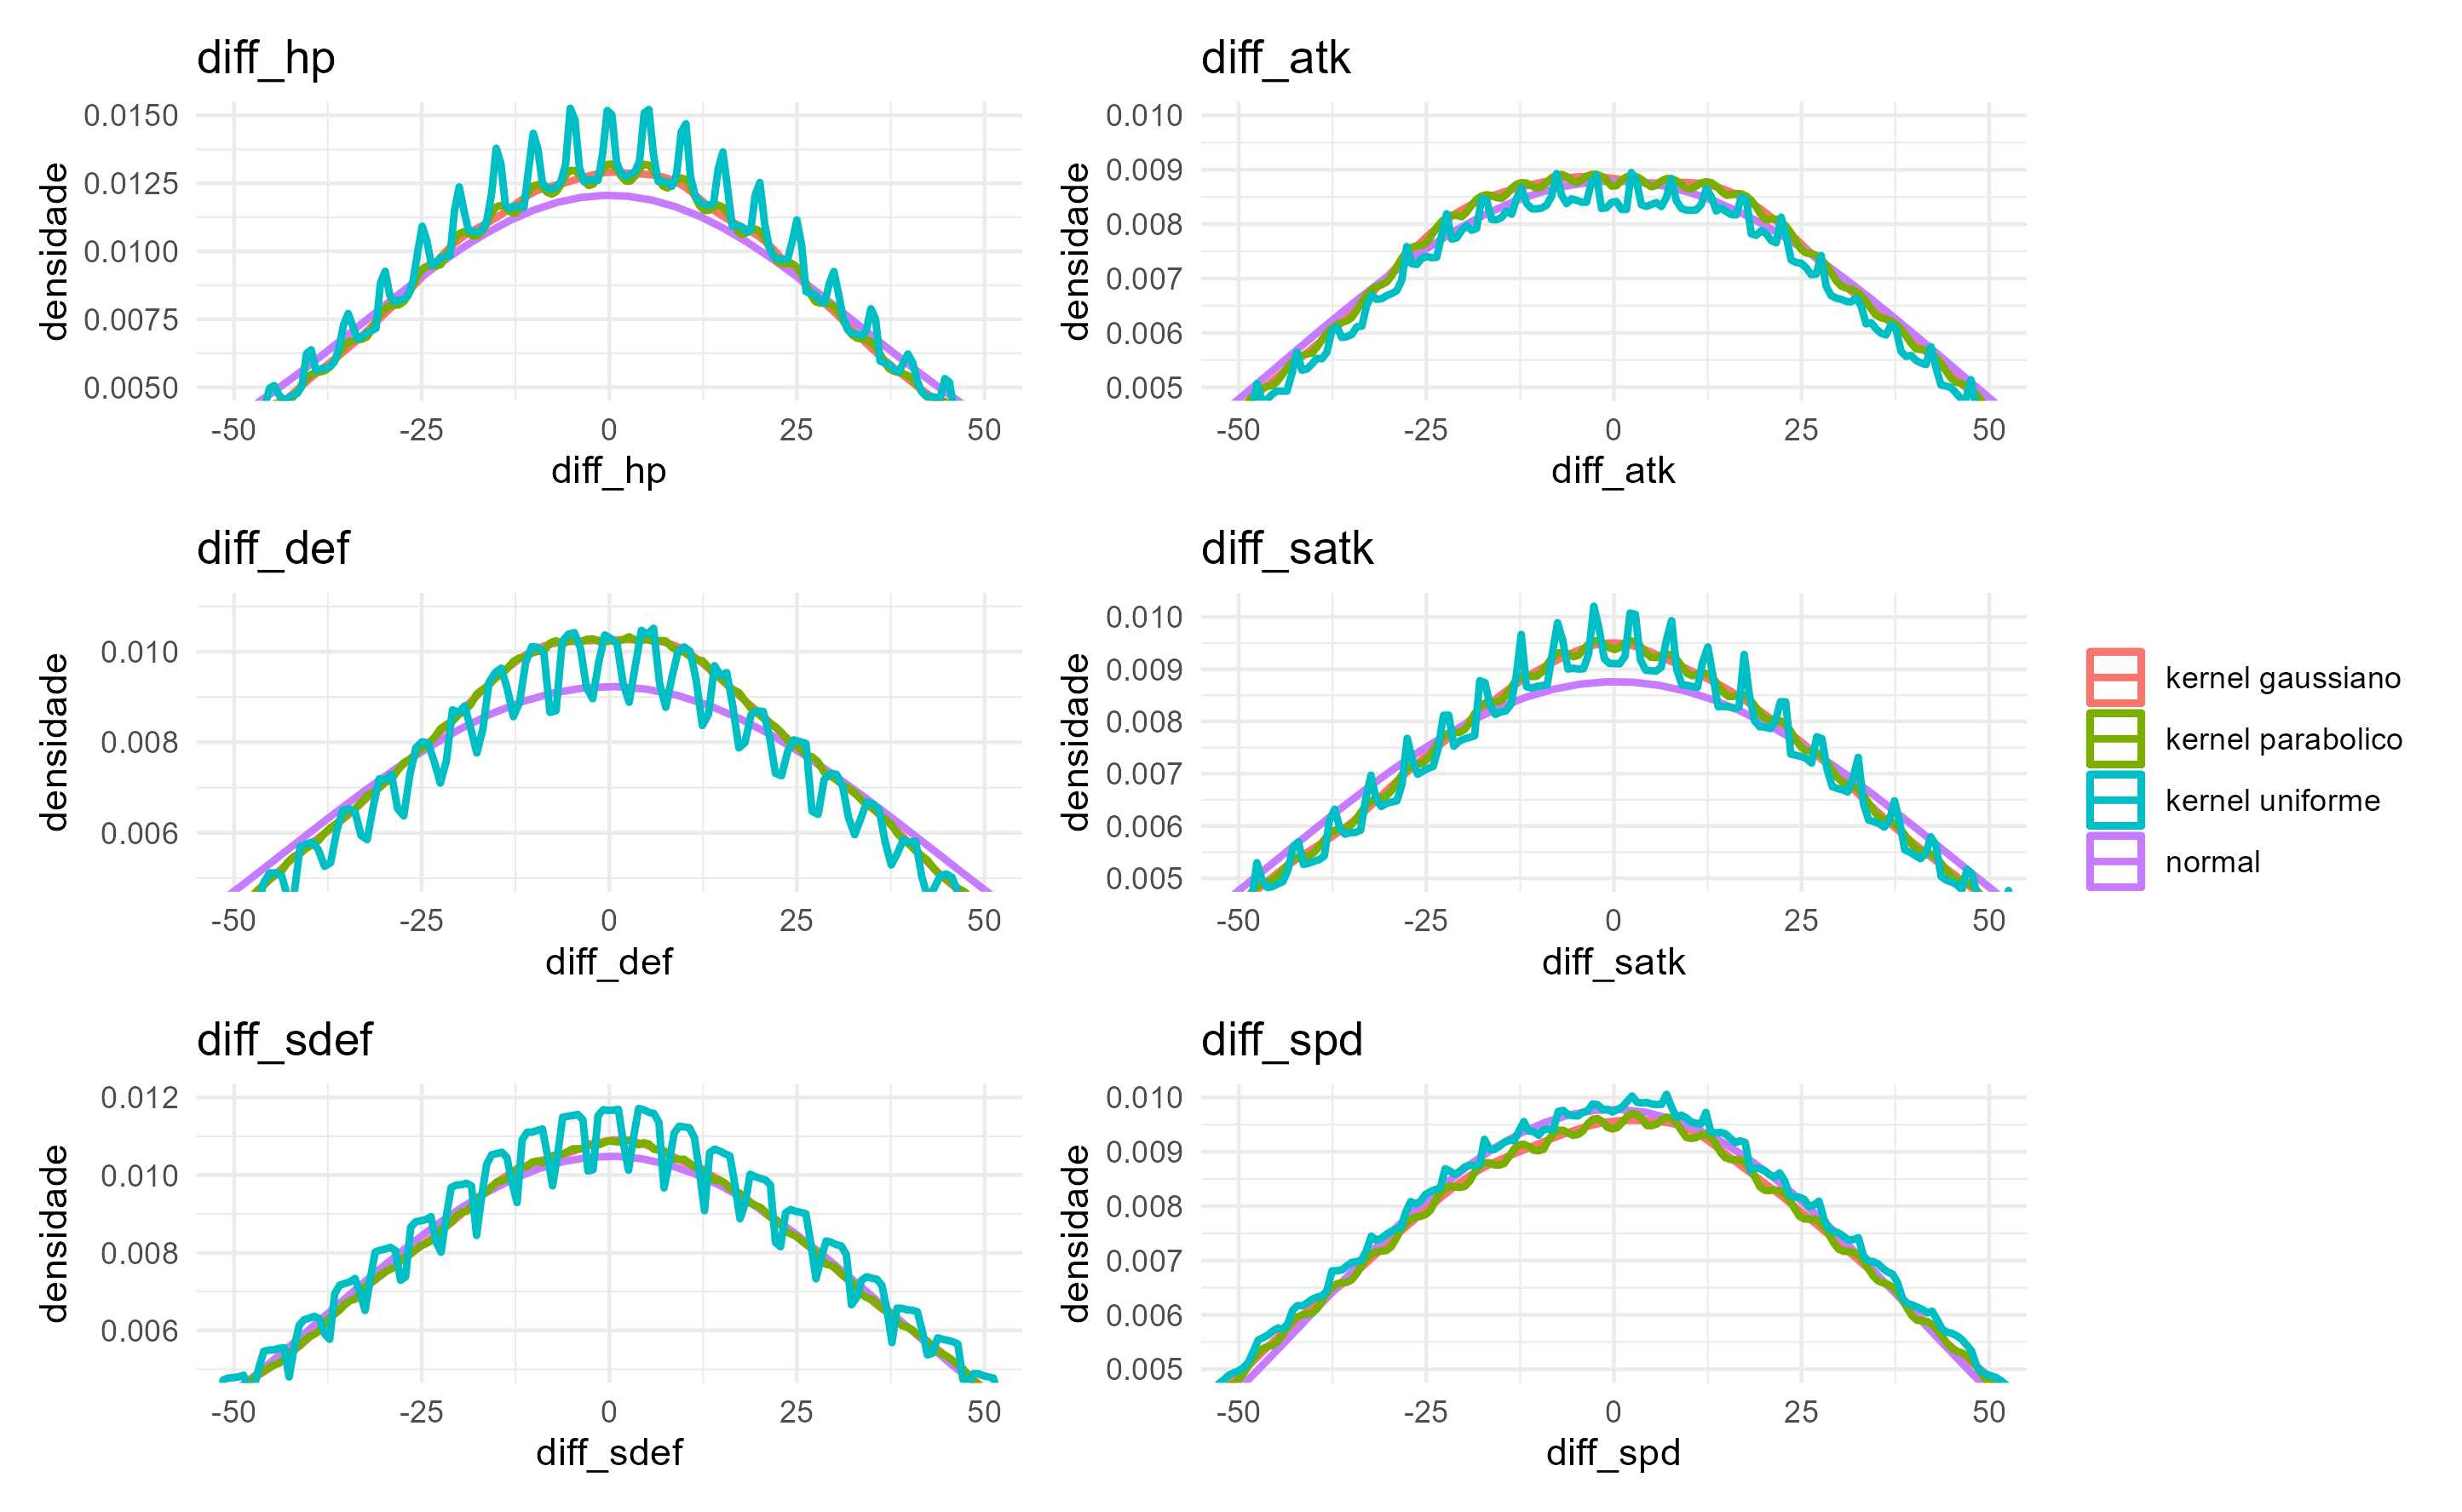 diff_hp
0.0150
0.0125
0.0100
0.0075
0.0050
densidade
-50 -25 0 25 50
diff_hp
diff_atk
0.010
0.009
0.008
0.007
0.006
0.005
densidade
-50 -25 0 25 50
diff_atk
diff_def
0.010
0.008
0.006
densidade
-50 -25 0 25 50
diff_def
diff_satk
0.010
0.009
0.008
0.007
0.006
0.005
densidade
-50 -25 0 25 50
diff_satk
diff_sdef
0.012
0.010
0.008
0.006
densidade
-50 -25 0 25 50
diff_sdef
diff_spd
0.010
0.009
0.008
0.007
0.006
0.005
densidade
-50 -25 0 25 50
diff_spd
kernel gaussiano
kernel parabolico
kernel uniforme
normal